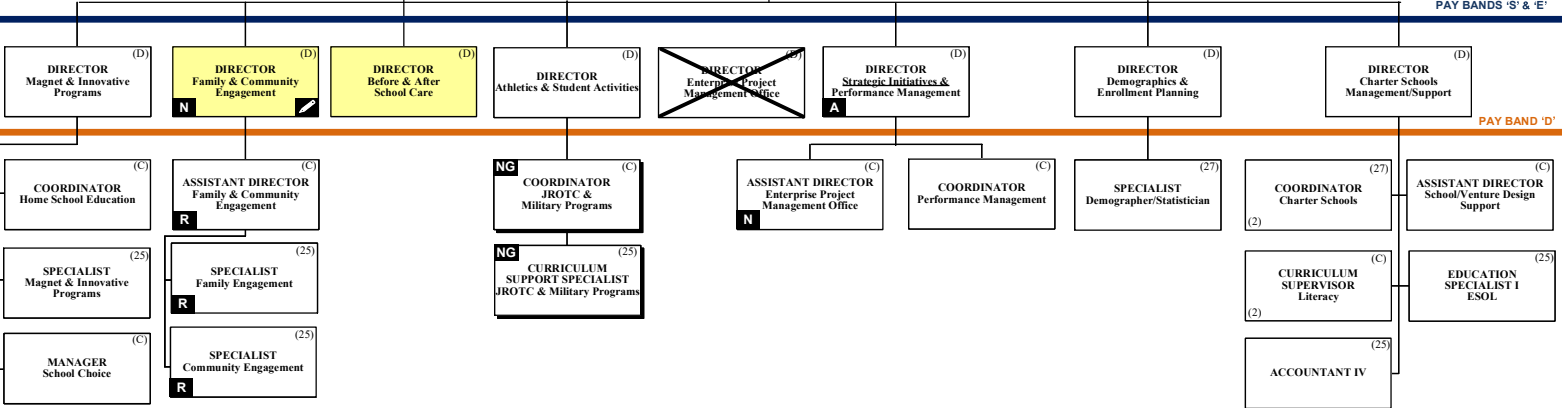 PAY BANDS ‘S’ & ‘E’
(D)
DIRECTOR
Magnet & Innovative
Programs
(D)
DIRECTOR
Family & Community
Engagement
N
(D)
DIRECTOR
Before & After
School Care
(D)
DIRECTOR
Athletics & Student Activities
(D)
DIRECTOR
Enterprise Project
Management Office
(D)
DIRECTOR
Strategic Initiatives &
Performance Management
A
(D)
DIRECTOR
Demographics &
Enrollment Planning
(D)
DIRECTOR
Charter Schools
Management/Support
PAY BAND ‘D’
(C)
COORDINATOR
Home School Education
(C)
ASSISTANT DIRECTOR
Family & Community
Engagement
R
NG
(C)
COORDINATOR
JROTC &
Military Programs
(C)
ASSISTANT DIRECTOR
Enterprise Project
Management Office
N
(C)
COORDINATOR
Performance Management
(27)
SPECIALIST
Demographer/Statistician
(27)
COORDINATOR
Charter Schools
(2)
(C)
ASSISTANT DIRECTOR
School/Venture Design
Support
(25)
SPECIALIST
Magnet & Innovative
Programs
(25)
SPECIALIST
Family Engagement
R
NG
(25)
CURRICULUM
SUPPORT SPECIALIST
JROTC & Military Programs
(C)
CURRICULUM
SUPERVISOR
Literacy
(2)
(25)
EDUCATION
SPECIALIST I
ESOL
(C)
MANAGER
School Choice
(25)
SPECIALIST
Community Engagement
R
(25)
ACCOUNTANT IV